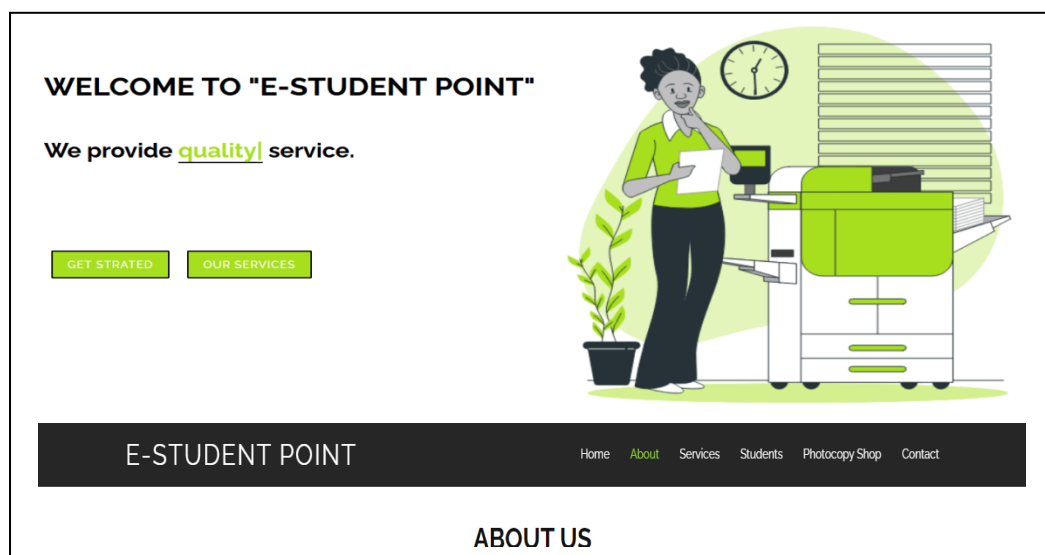 WELCOME TO "E-STUDENT POINT"
We provide quality| service.
GET STRATED OUR SERVICES
E-STUDENT POINT Home About Services Students Photocopy Shop Contact
ABOUT US